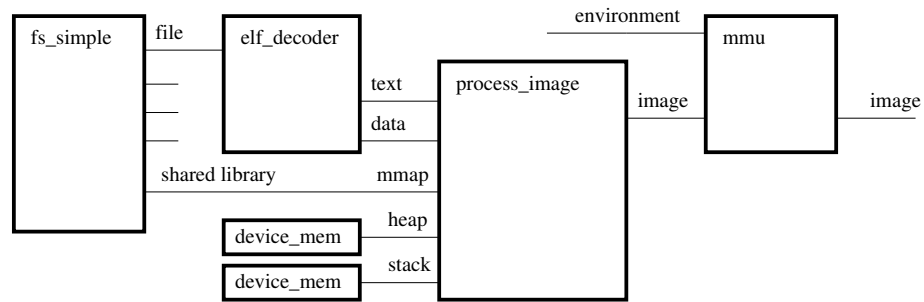 environment
fs_simple file elf_decoder mmu
text process_image
image image
data
shared library mmap
heap
device_mem
stack
device_mem